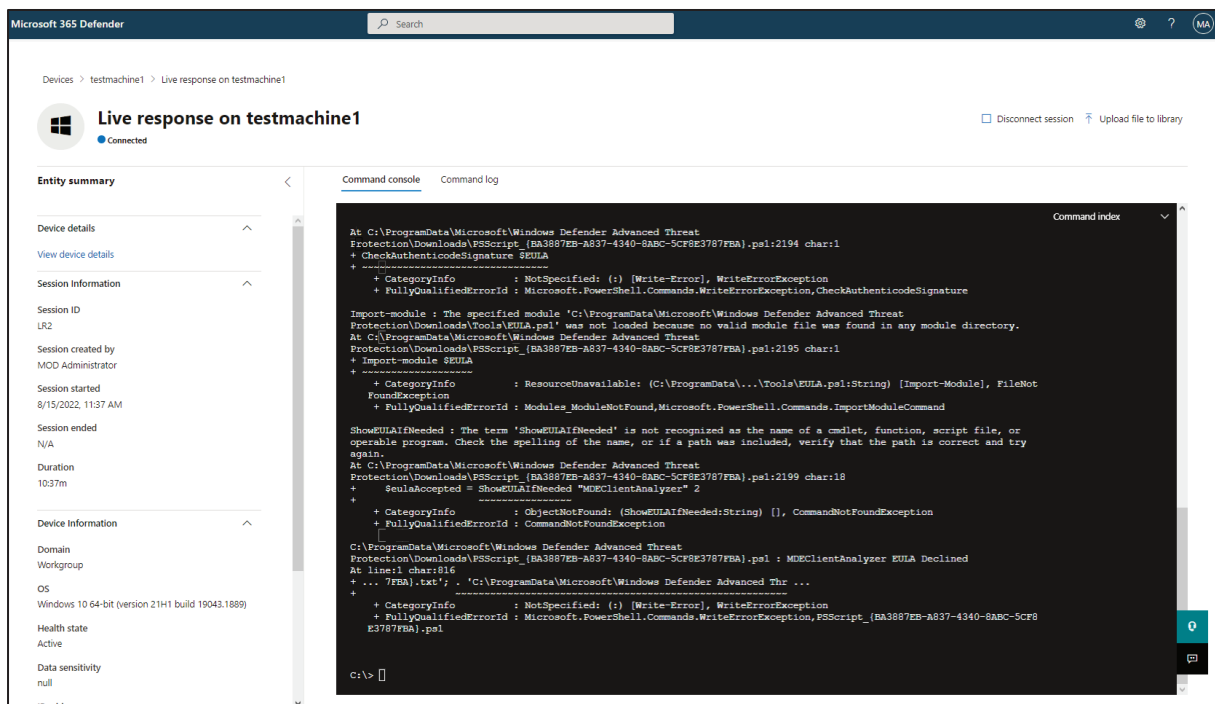 Microsoft 365 Defender
Search
?
MA
Devices > testmachine1 > Live response on testmachine1
Live response on testmachine1
Connected
Disconnect session
Upload file to library
Entity summary
Device details
View device details
Session Information
Session ID
LR2
Session created by
MOD Administrator
Session started
8/15/2022, 11:37 AM
Session ended
N/A
Duration
10:37m
Device Information
Domain
Workgroup
OS
Windows 10 64-bit (version 21H1 build 19043.1889)
Health state
Active
Data sensitivity
null
Command console
Command log
Command index
At C:\ProgramData\Microsoft\Windows Defender Advanced Threat
Protection\Downloads\PSScript_{BA3887EB-A837-4340-8ABC-5CF8E3787FBA}.ps1:2194 char:1
+ CheckAuthenticodeSignature $EULA
+ ~~~~~~~~~~~~~~~~~~~~~~~~~~~~~~~~
+ CategoryInfo : NotSpecified: (:) [Write-Error], WriteErrorException
+ FullyQualifiedErrorId : Microsoft.PowerShell.Commands.WriteErrorException,CheckAuthenticodeSignature
Import-module : The specified module 'C:\ProgramData\Microsoft\Windows Defender Advanced Threat
Protection\Downloads\Tools\EULA.ps1' was not loaded because no valid module file was found in any module directory.
At C:\ProgramData\Microsoft\Windows Defender Advanced Threat
Protection\Downloads\PSScript_{BA3887EB-A837-4340-8ABC-5CF8E3787FBA}.ps1:2195 char:1
+ Import-module $EULA
+ ~~~~~~~~~~~~~~~~~~~
+ CategoryInfo : ResourceUnavailable: (C:\ProgramData\...\Tools\EULA.ps1:String) [Import-Module], FileNot
FoundException
+ FullyQualifiedErrorId : Modules_ModuleNotFound,Microsoft.PowerShell.Commands.ImportModuleCommand
ShowEULAIfNeeded : The term 'ShowEULAIfNeeded' is not recognized as the name of a cmdlet, function, script file, or
operable program. Check the spelling of the name, or if a path was included, verify that the path is correct and try
again.
At C:\ProgramData\Microsoft\Windows Defender Advanced Threat
Protection\Downloads\PSScript_{BA3887EB-A837-4340-8ABC-5CF8E3787FBA}.ps1:2199 char:18
+ $eulaAccepted = ShowEULAIfNeeded "MDEClientAnalyzer" 2
+ ~~~~~~~~~~~~~~~~
+ CategoryInfo : ObjectNotFound: (ShowEULAIfNeeded:String) [], CommandNotFoundException
+ FullyQualifiedErrorId : CommandNotFoundException
C:\ProgramData\Microsoft\Windows Defender Advanced Threat
Protection\Downloads\PSScript_{BA3887EB-A837-4340-8ABC-5CF8E3787FBA}.ps1 : MDEClientAnalyzer EULA Declined
At line:1 char:816
+ ... 7FBA}.txt'; . 'C:\ProgramData\Microsoft\Windows Defender Advanced Thr ...
+ ~~~~~~~~~~~~~~~~~~~~~~~~~~~~~~~~~~~~~~~~~~~~~~~~~~~~~~~~~
+ CategoryInfo : NotSpecified: (:) [Write-Error], WriteErrorException
+ FullyQualifiedErrorId : Microsoft.PowerShell.Commands.WriteErrorException,PSScript_{BA3887EB-A837-4340-8ABC-5CF8
E3787FBA}.ps1
C:\>